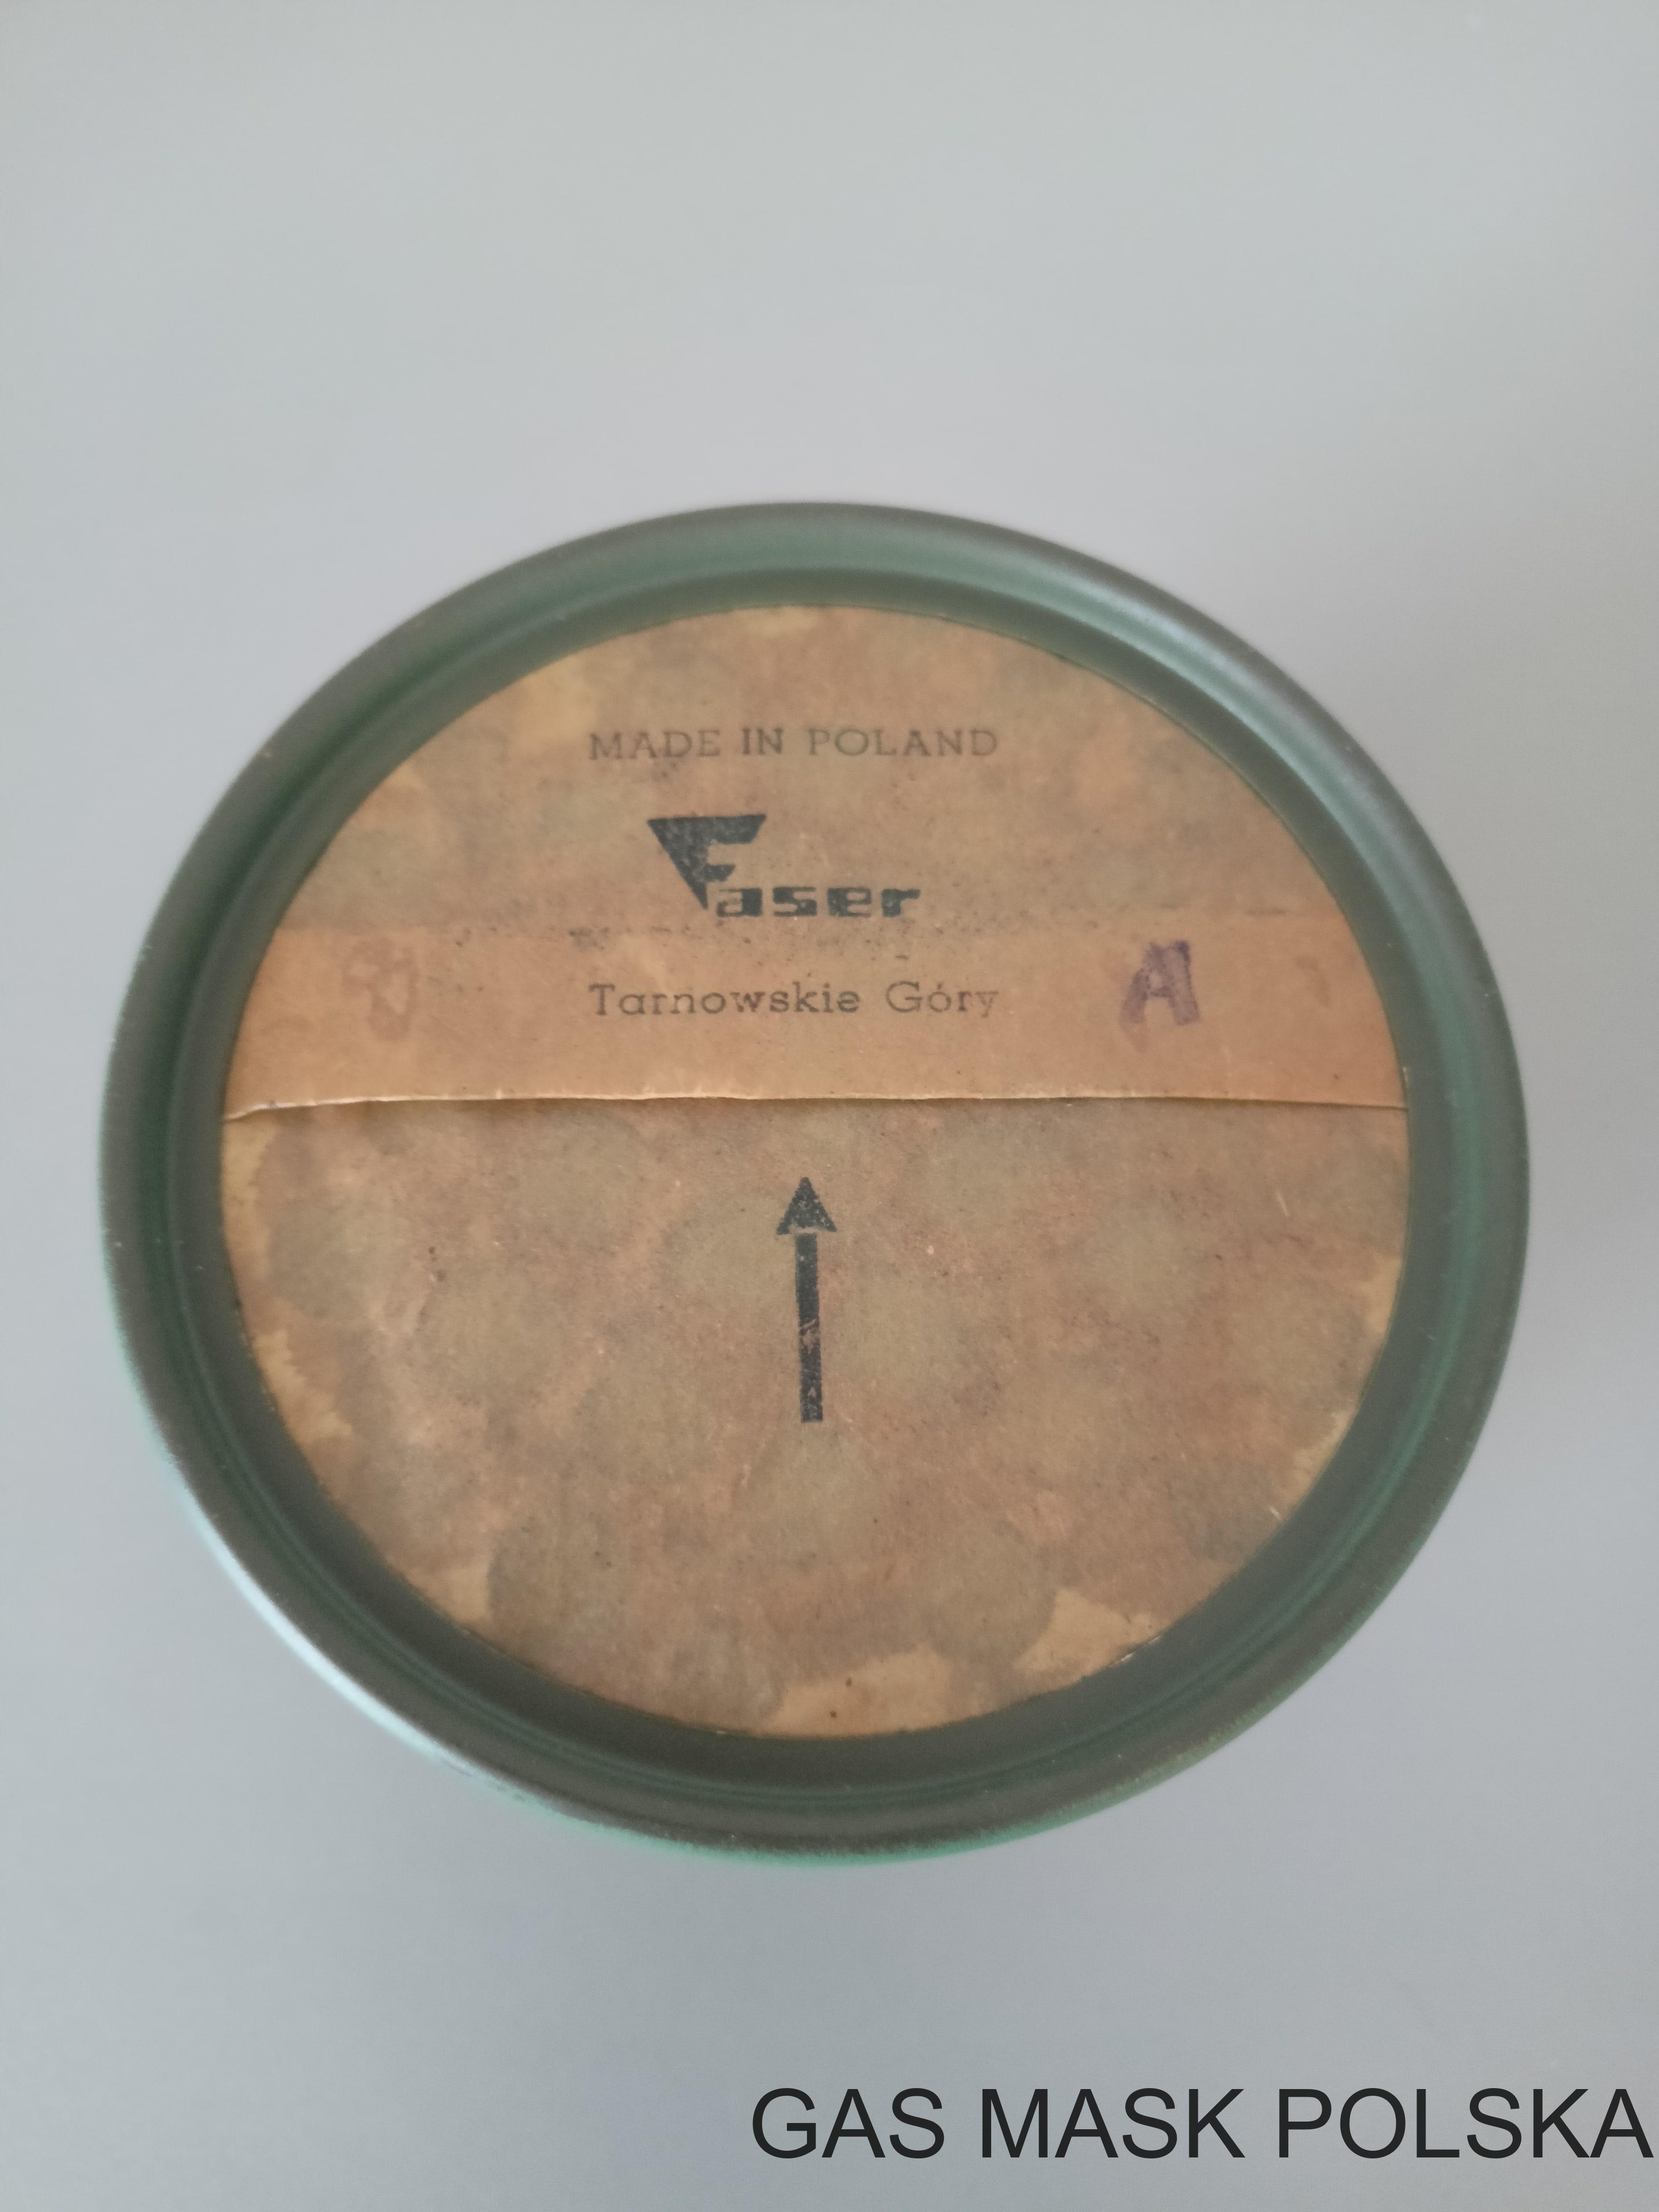 MADE IN POLAND
Faser
Tarnowskie Góry
A
GAS MASK POLSKA